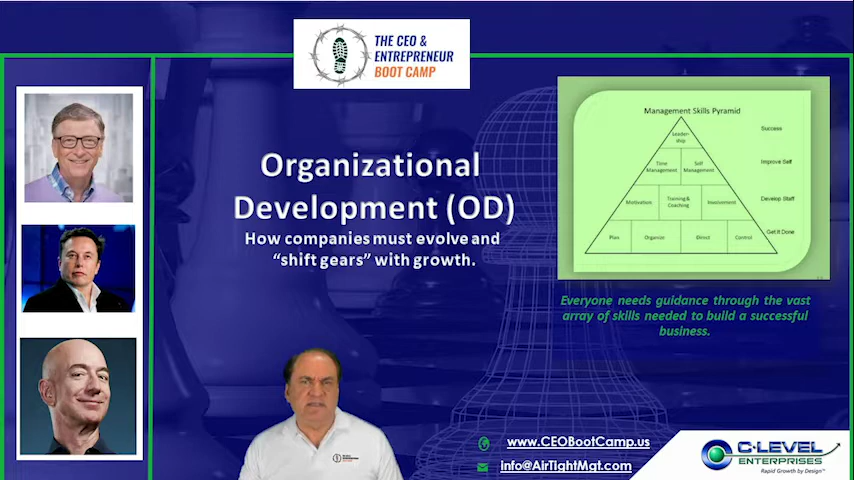 THE CEO &
ENTREPRENEUR
BOOT CAMP
Organizational
Development (OD)
How companies must evolve and
“shift gears” with growth.
Management Skills Pyramid
Leader-
ship
Success
Time
Management
Self
Management
Improve Self
Motivation
Training &
Coaching
Involvement
Develop Staff
Plan
Organize
Direct
Control
Get It Done
Everyone needs guidance through the vast
array of skills needed to build a successful
business.
www.CEOBootCamp.us
info@AirTightMgt.com
C-LEVEL
ENTERPRISES
Rapid Growth by Design™